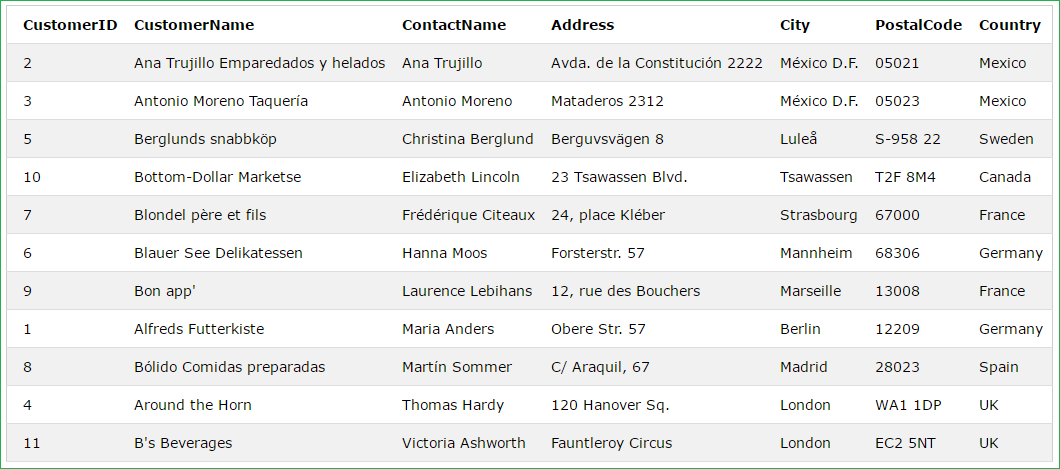 CustomerID CustomerName ContactName Address City PostalCode Country
2 Ana Trujillo Emparedados y helados Ana Trujillo Avda. de la Constitución 2222 México D.F. 05021 Mexico
3 Antonio Moreno Taquería Antonio Moreno Mataderos 2312 México D.F. 05023 Mexico
5 Berglunds snabbköp Christina Berglund Berguvsvägen 8 Luleå S-958 22 Sweden
10 Bottom-Dollar Marketse Elizabeth Lincoln 23 Tsawassen Blvd. Tsawassen T2F 8M4 Canada
7 Blondel père et fils Frédérique Citeaux 24, place Kléber Strasbourg 67000 France
6 Blauer See Delikatessen Hanna Moos Forsterstr. 57 Mannheim 68306 Germany
9 Bon app' Laurence Lebihans 12, rue des Bouchers Marseille 13008 France
1 Alfreds Futterkiste Maria Anders Obere Str. 57 Berlin 12209 Germany
8 Bólido Comidas preparadas Martín Sommer C/ Araquil, 67 Madrid 28023 Spain
4 Around the Horn Thomas Hardy 120 Hanover Sq. London WA1 1DP UK
11 B's Beverages Victoria Ashworth Fauntleroy Circus London EC2 5NT UK